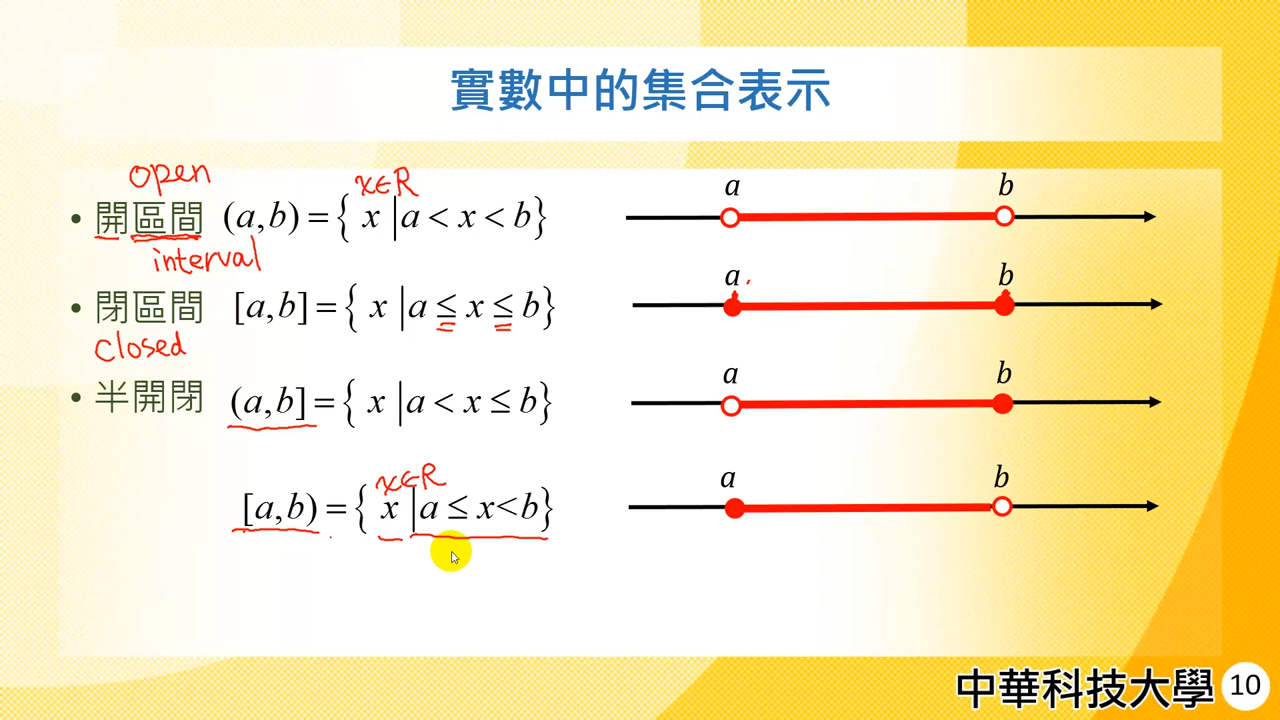 實數中的集合表示
open
x∈R
a b
• 開區間 (a,b) = { x | a < x < b}
interval
a b
• 閉區間 [a,b] = { x | a ≤ x ≤ b}
closed
a b
• 半開閉 (a,b] = { x | a < x ≤ b}
x∈R
a b
[a,b) = { x | a ≤ x < b}
中華科技大學 10